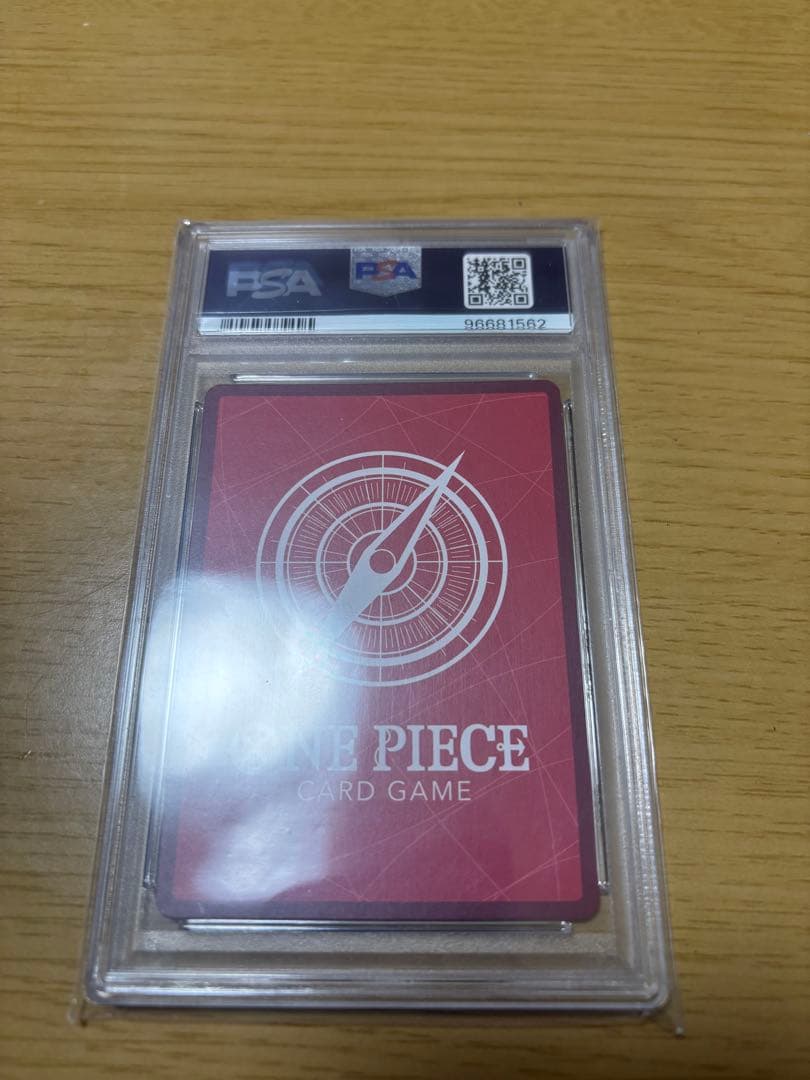 PSA
PSA
96681562
ONE PIECE
CARD GAME